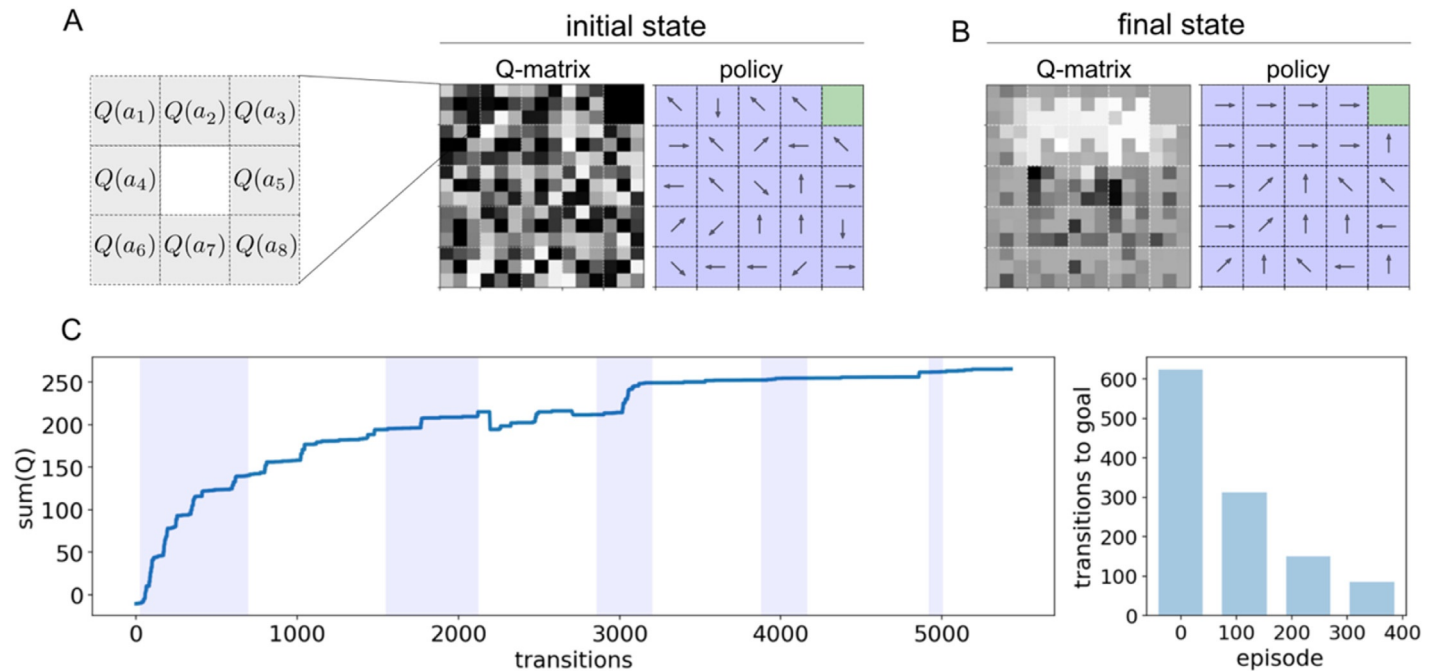 A
initial state
B
final state
Q-matrix
policy
Q-matrix
policy
Q(a₁) Q(a₂) Q(a₃)
Q(a₄) Q(a₅)
Q(a₆) Q(a₇) Q(a₈)
C
sum(Q)
250
200
150
100
50
0
0 1000 2000 3000 4000 5000
transitions
transitions to goal
600
500
400
300
200
100
0
0 100 200 300 400
episode